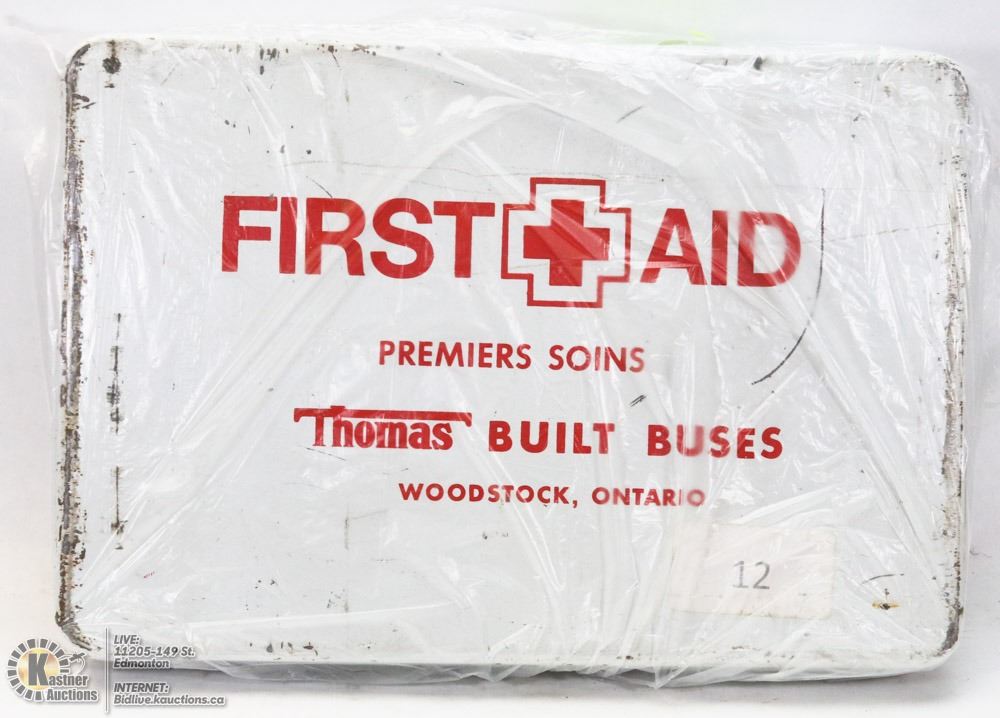 FIRST AID
PREMIERS SOINS
Thomas BUILT BUSES
WOODSTOCK, ONTARIO
12
Kastner
Auctions
LIVE:
11205-149 St.
Edmonton
INTERNET:
Bidlive.kauctions.ca